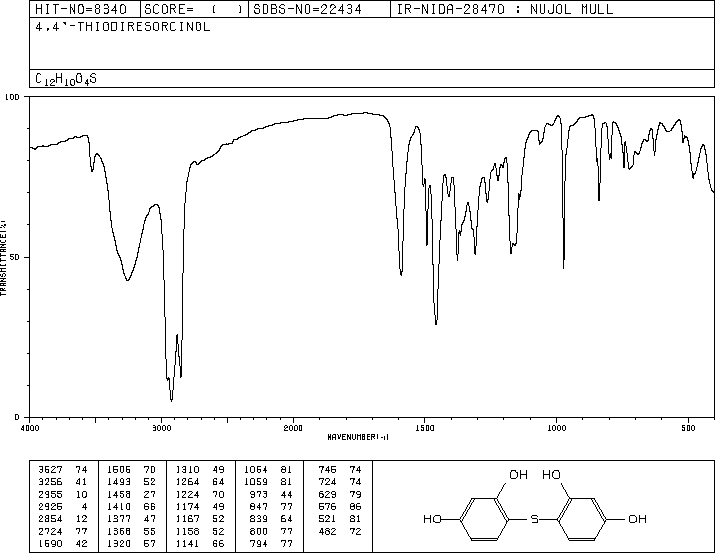 HIT-NO=8340 SCORE= ( ) SDBS-NO=22434 IR-NIDA-28470 : NUJOL MULL
4,4'-THIODIRESORCINOL
C12H10O4S
100
50
0
TRANSMITTANCE(%)
4000 3000 2000 1500 1000 500
WAVENUMBER(-1)
3527 74 1506 70 1310 49 1064 81 746 74
3256 41 1493 52 1264 64 1059 81 724 74
2955 10 1458 27 1224 70 973 44 629 79
2925 4 1410 66 1174 49 847 77 576 86
2854 12 1377 47 1167 52 839 64 521 81
2724 77 1368 55 1158 52 800 77 482 72
1590 42 1320 57 1141 66 794 77
OH HO
HO S OH